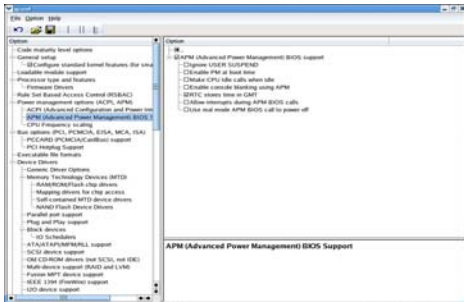 qconf
File Option Help
Option
Code maturity level options
General setup
Configure standard kernel features (for sma
Loadable module support
Processor type and features
Firmware Drivers
Rule Set Based Access Control (RSBAC)
Power management options (ACPI, APM)
ACPI (Advanced Configuration and Power Int
APM (Advanced Power Management) BIOS S
CPU Frequency scaling
Bus options (PCI, PCMCIA, EISA, MCA, ISA)
PCCARD (PCMCIA/CardBus) support
PCI Hotplug Support
Executable file formats
Device Drivers
Generic Driver Options
Memory Technology Devices (MTD)
RAM/ROM/Flash chip drivers
Mapping drivers for chip access
Self-contained MTD device drivers
NAND Flash Device Drivers
Parallel port support
Plug and Play support
Block devices
IO Schedulers
ATA/ATAPI/MFM/RLL support
SCSI device support
Old CD-ROM drivers (not SCSI, not IDE)
Multi-device support (RAID and LVM)
Fusion MPT device support
IEEE 1394 (FireWire) support
I2O device support
Option
..
APM (Advanced Power Management) BIOS support
Ignore USER SUSPEND
Enable PM at boot time
Make CPU Idle calls when idle
Enable console blanking using APM
RTC stores time in GMT
Allow interrupts during APM BIOS calls
Use real mode APM BIOS call to power off
APM (Advanced Power Management) BIOS Support